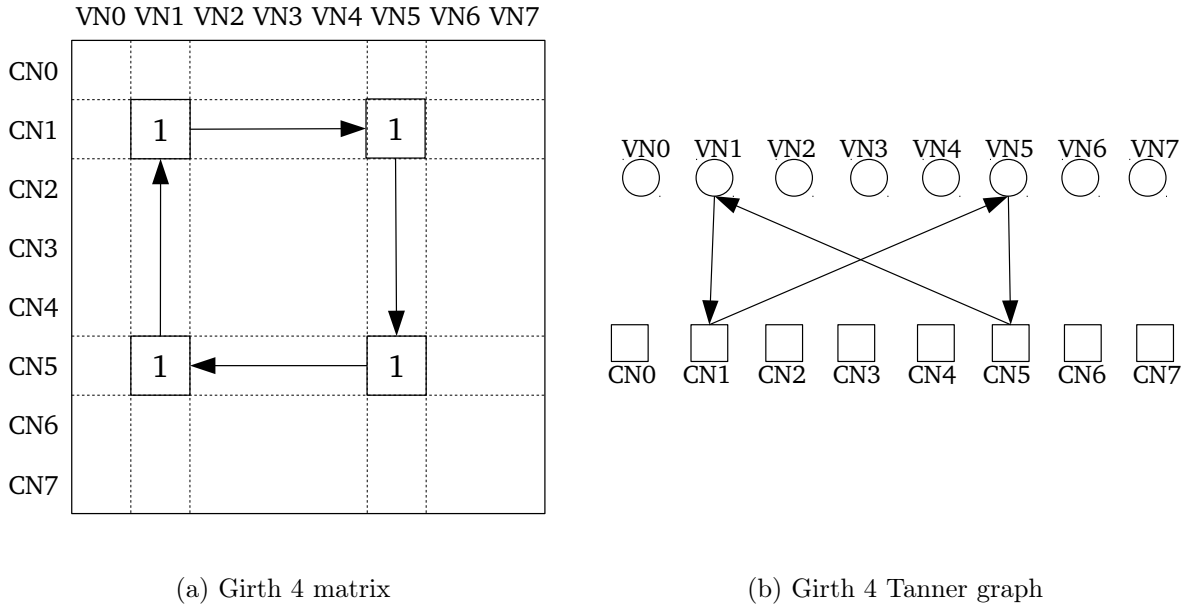 VN0 VN1 VN2 VN3 VN4 VN5 VN6 VN7
CN0
CN1 1 1
CN2
CN3
CN4
CN5 1 1
CN6
CN7
(a) Girth 4 matrix
VN0 VN1 VN2 VN3 VN4 VN5 VN6 VN7
CN0 CN1 CN2 CN3 CN4 CN5 CN6 CN7
(b) Girth 4 Tanner graph